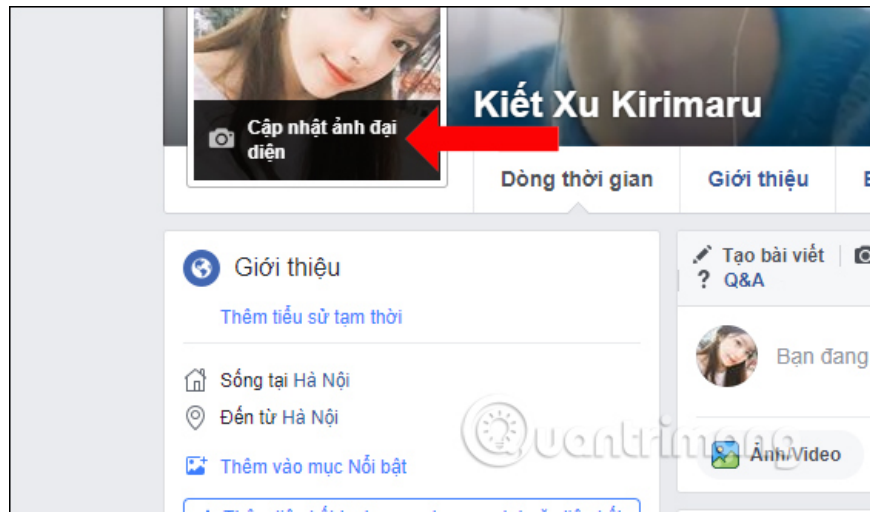 Kiết Xu Kirimaru
Cập nhật ảnh đại
diện
Dòng thời gian
Giới thiệu
Giới thiệu
Thêm tiểu sử tạm thời
Sống tại Hà Nội
Đến từ Hà Nội
Thêm vào mục Nổi bật
Tạo bài viết
Q&A
Bạn đang
Ảnh/Video
Quantrimang